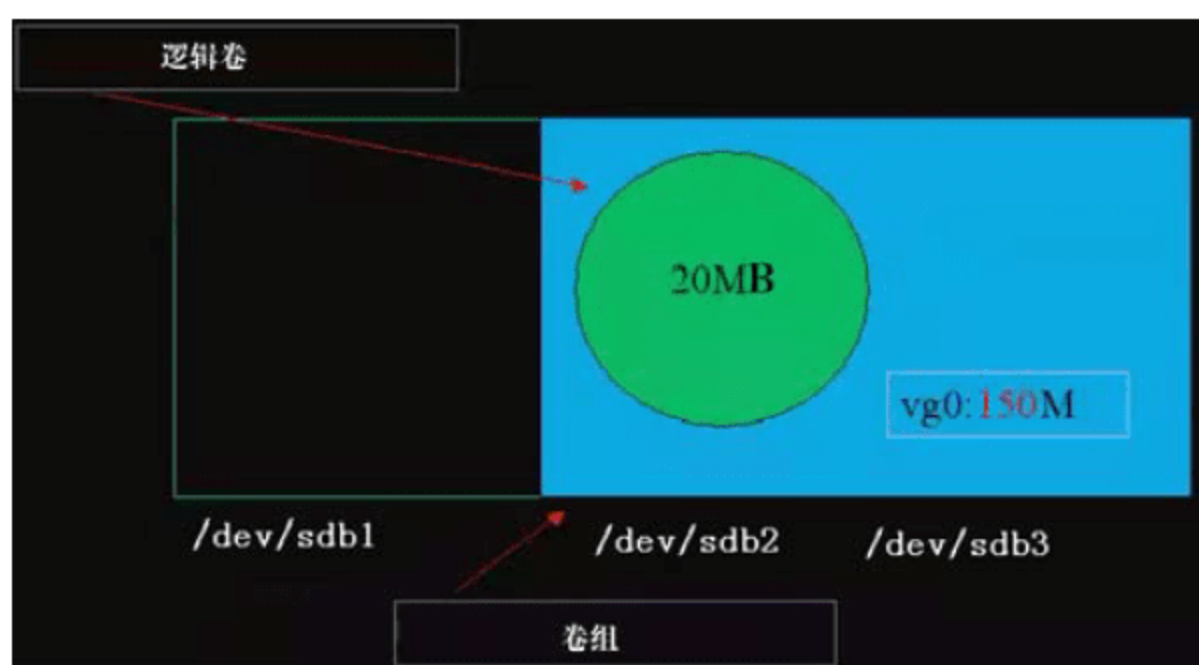 逻辑卷
20MB
vg0:150M
/dev/sdb1
/dev/sdb2
/dev/sdb3
卷组